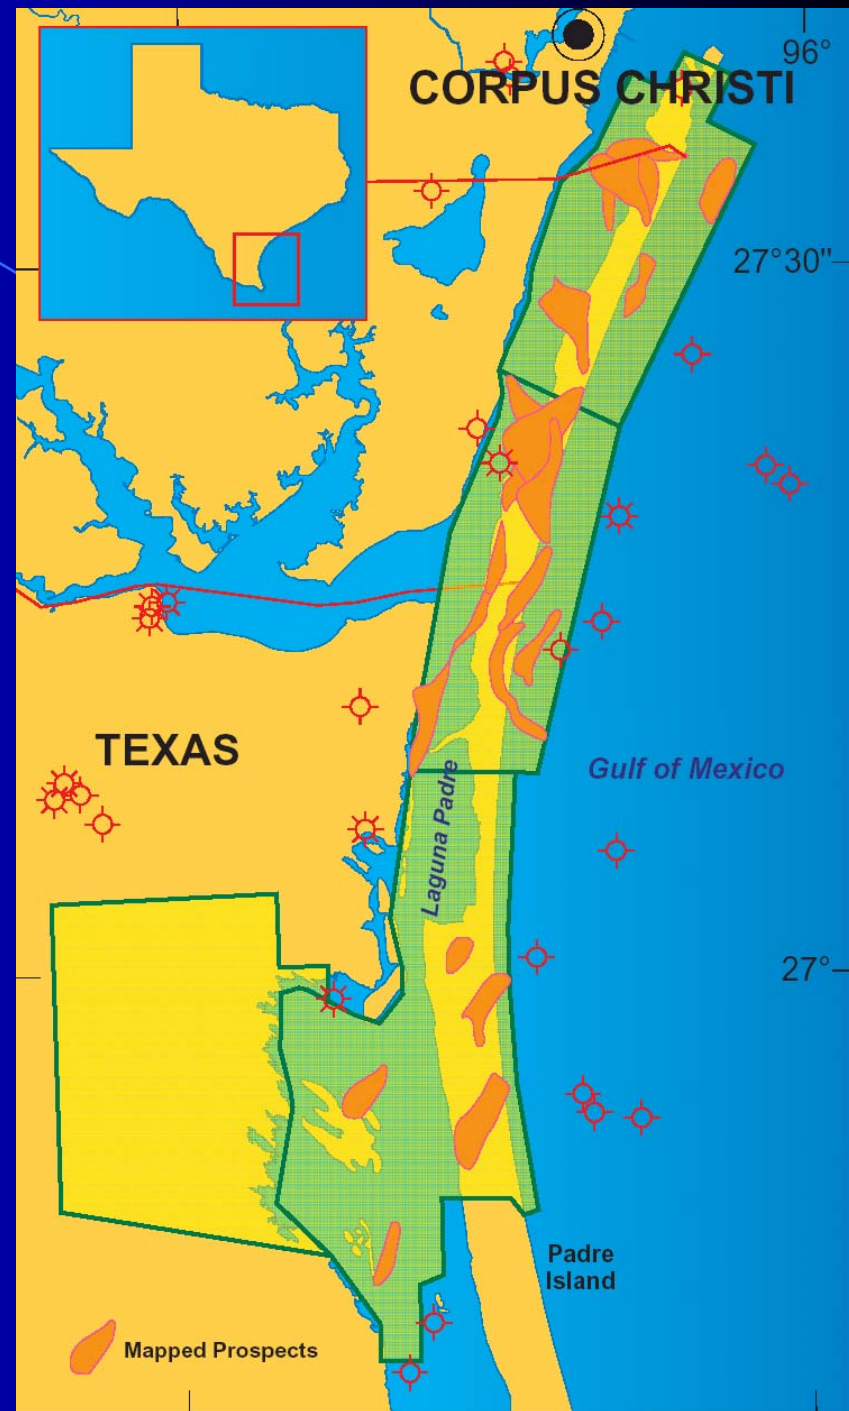 CORPUS CHRISTI
96°
27°30"
TEXAS
Laguna Padre
Gulf of Mexico
27°
Padre
Island
Mapped Prospects